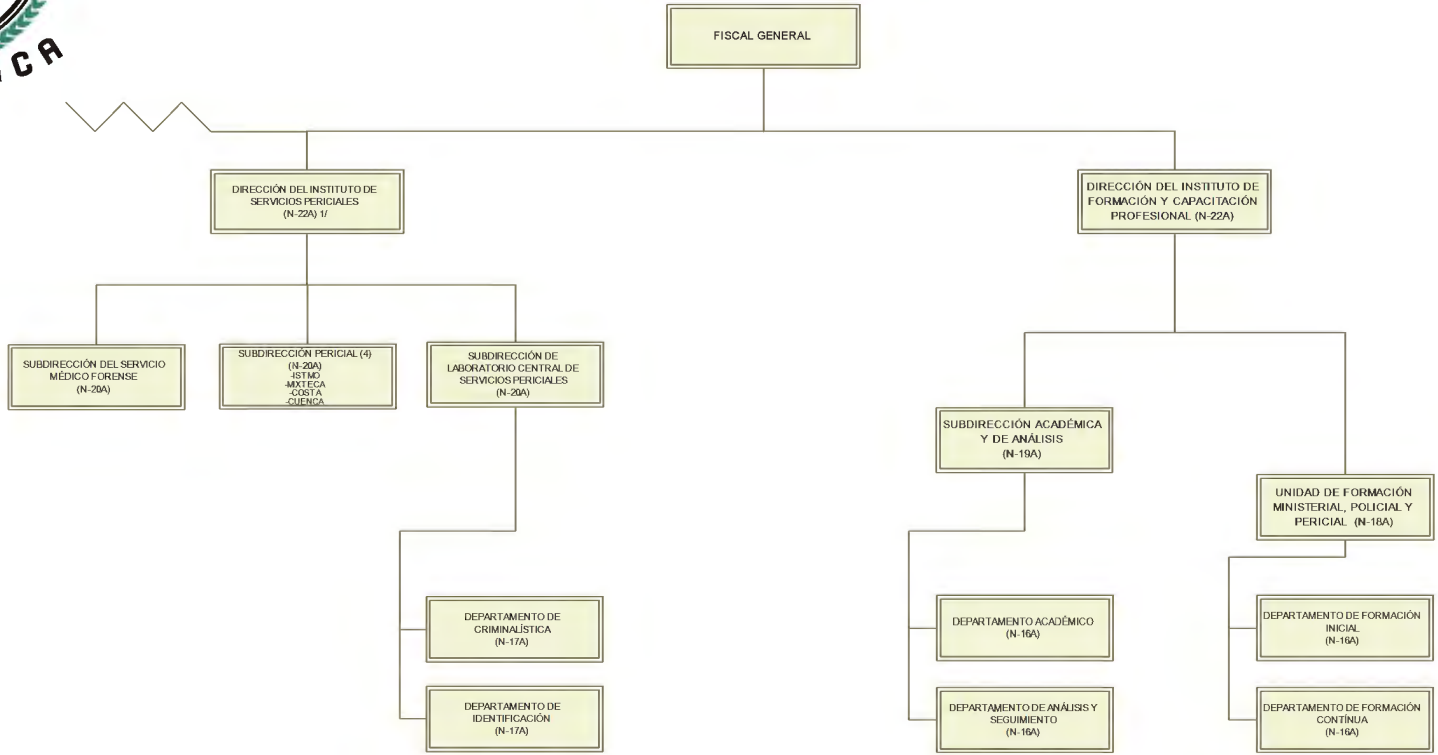 CA
FISCAL GENERAL
DIRECCIÓN DEL INSTITUTO DE
SERVICIOS PERICIALES
(N-22A) 1/
DIRECCIÓN DEL INSTITUTO DE
FORMACIÓN Y CAPACITACIÓN
PROFESIONAL (N-22A)
SUBDIRECCIÓN DEL SERVICIO
MÉDICO FORENSE
(N-20A)
SUBDIRECCIÓN PERICIAL (4)
(N-20A)
-ISTMO
-MIXTECA
-COSTA
-CUENCA
SUBDIRECCIÓN DE
LABORATORIO CENTRAL DE
SERVICIOS PERICIALES
(N-20A)
SUBDIRECCIÓN ACADÉMICA
Y DE ANÁLISIS
(N-19A)
UNIDAD DE FORMACIÓN
MINISTERIAL, POLICIAL Y
PERICIAL (N-18A)
DEPARTAMENTO DE
CRIMINALÍSTICA
(N-17A)
DEPARTAMENTO ACADÉMICO
(N-16A)
DEPARTAMENTO DE FORMACIÓN
INICIAL
(N-16A)
DEPARTAMENTO DE
IDENTIFICACIÓN
(N-17A)
DEPARTAMENTO DE ANÁLISIS Y
SEGUIMIENTO
(N-16A)
DEPARTAMENTO DE FORMACIÓN
CONTÍNUA
(N-16A)